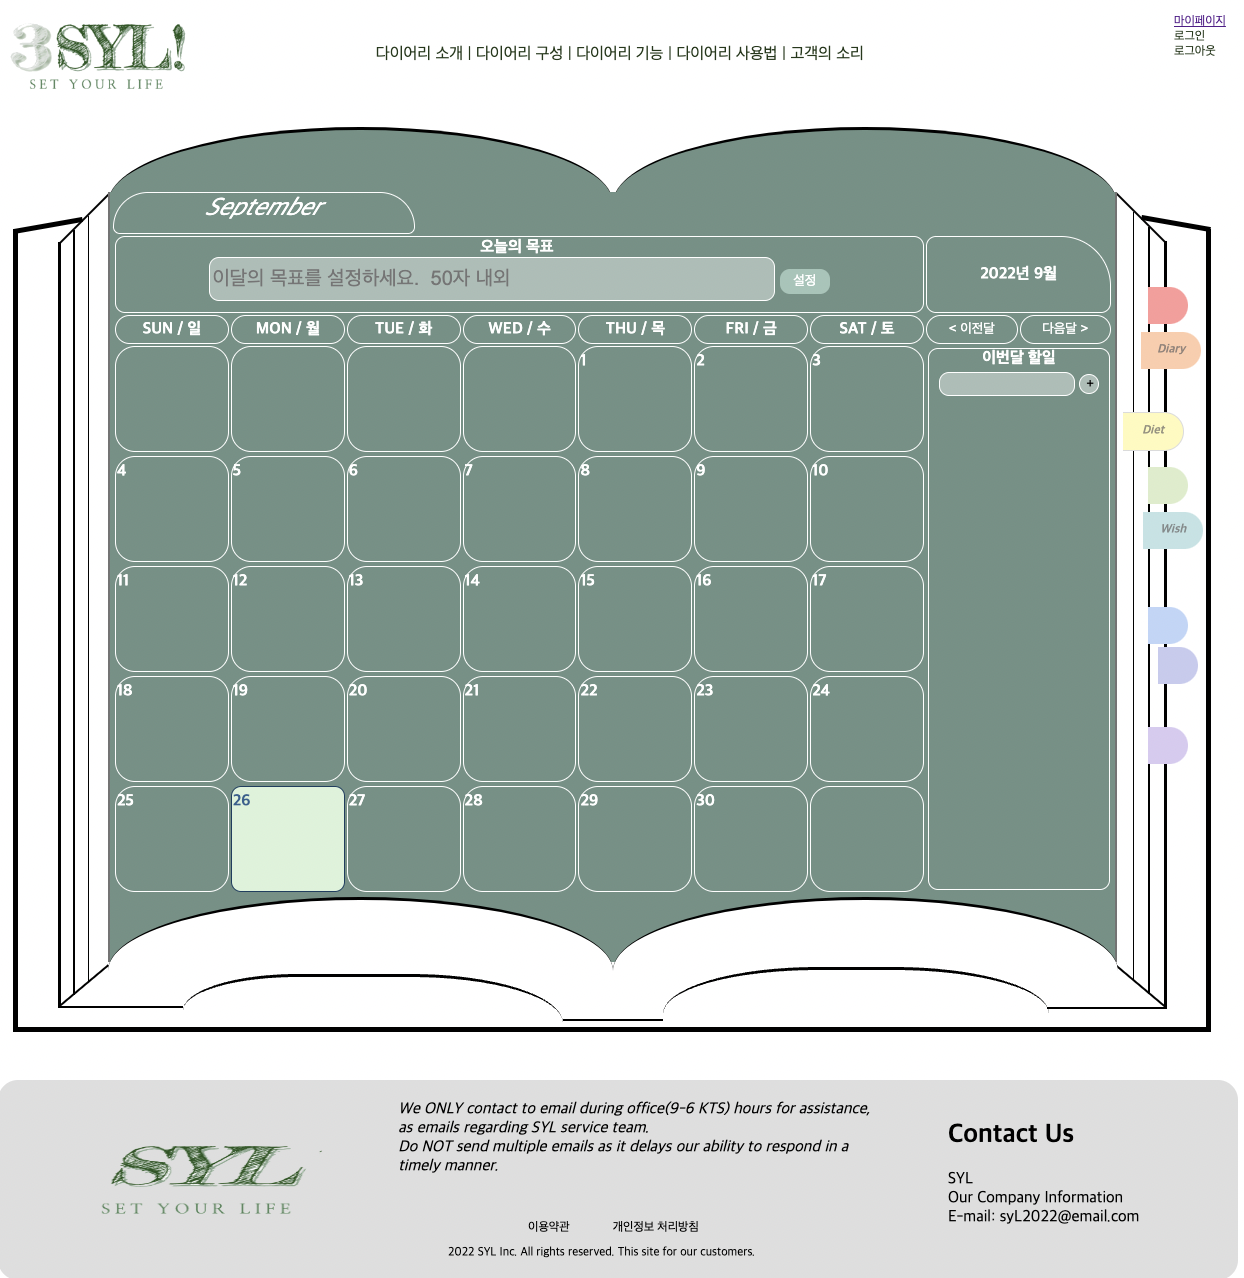 3SYL!
SET YOUR LIFE
다이어리 소개 | 다이어리 구성 | 다이어리 기능 | 다이어리 사용법 | 고객의 소리
마이페이지
로그인
로그아웃
September
오늘의 목표
이달의 목표를 설정하세요. 50자 내외
설정
2022년 9월
SUN / 일 MON / 월 TUE / 화 WED / 수 THU / 목 FRI / 금 SAT / 토 < 이전달 다음달 >
이번달 할일
+
1 2 3
4 5 6 7 8 9 10
11 12 13 14 15 16 17
18 19 20 21 22 23 24
25 26 27 28 29 30
Diary
Diet
Wish
SYL
SET YOUR LIFE
We ONLY contact to email during office(9-6 KTS) hours for assistance,
as emails regarding SYL service team.
Do NOT send multiple emails as it delays our ability to respond in a
timely manner.
이용약관 개인정보 처리방침
2022 SYL Inc. All rights reserved. This site for our customers.
Contact Us
SYL
Our Company Information
E-mail: syL2022@email.com